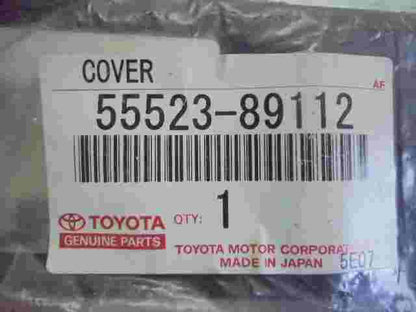 COVER
AF
55523-89112
TOYOTA QTY: 1
GENUINE PARTS
TOYOTA MOTOR CORPORAT
MADE IN JAPAN 5E07